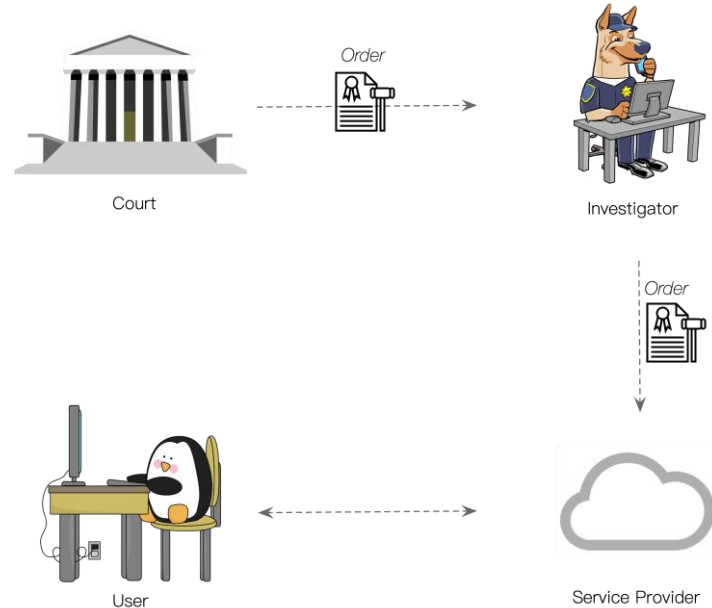 Order
Court
Investigator
Order
User
Service Provider